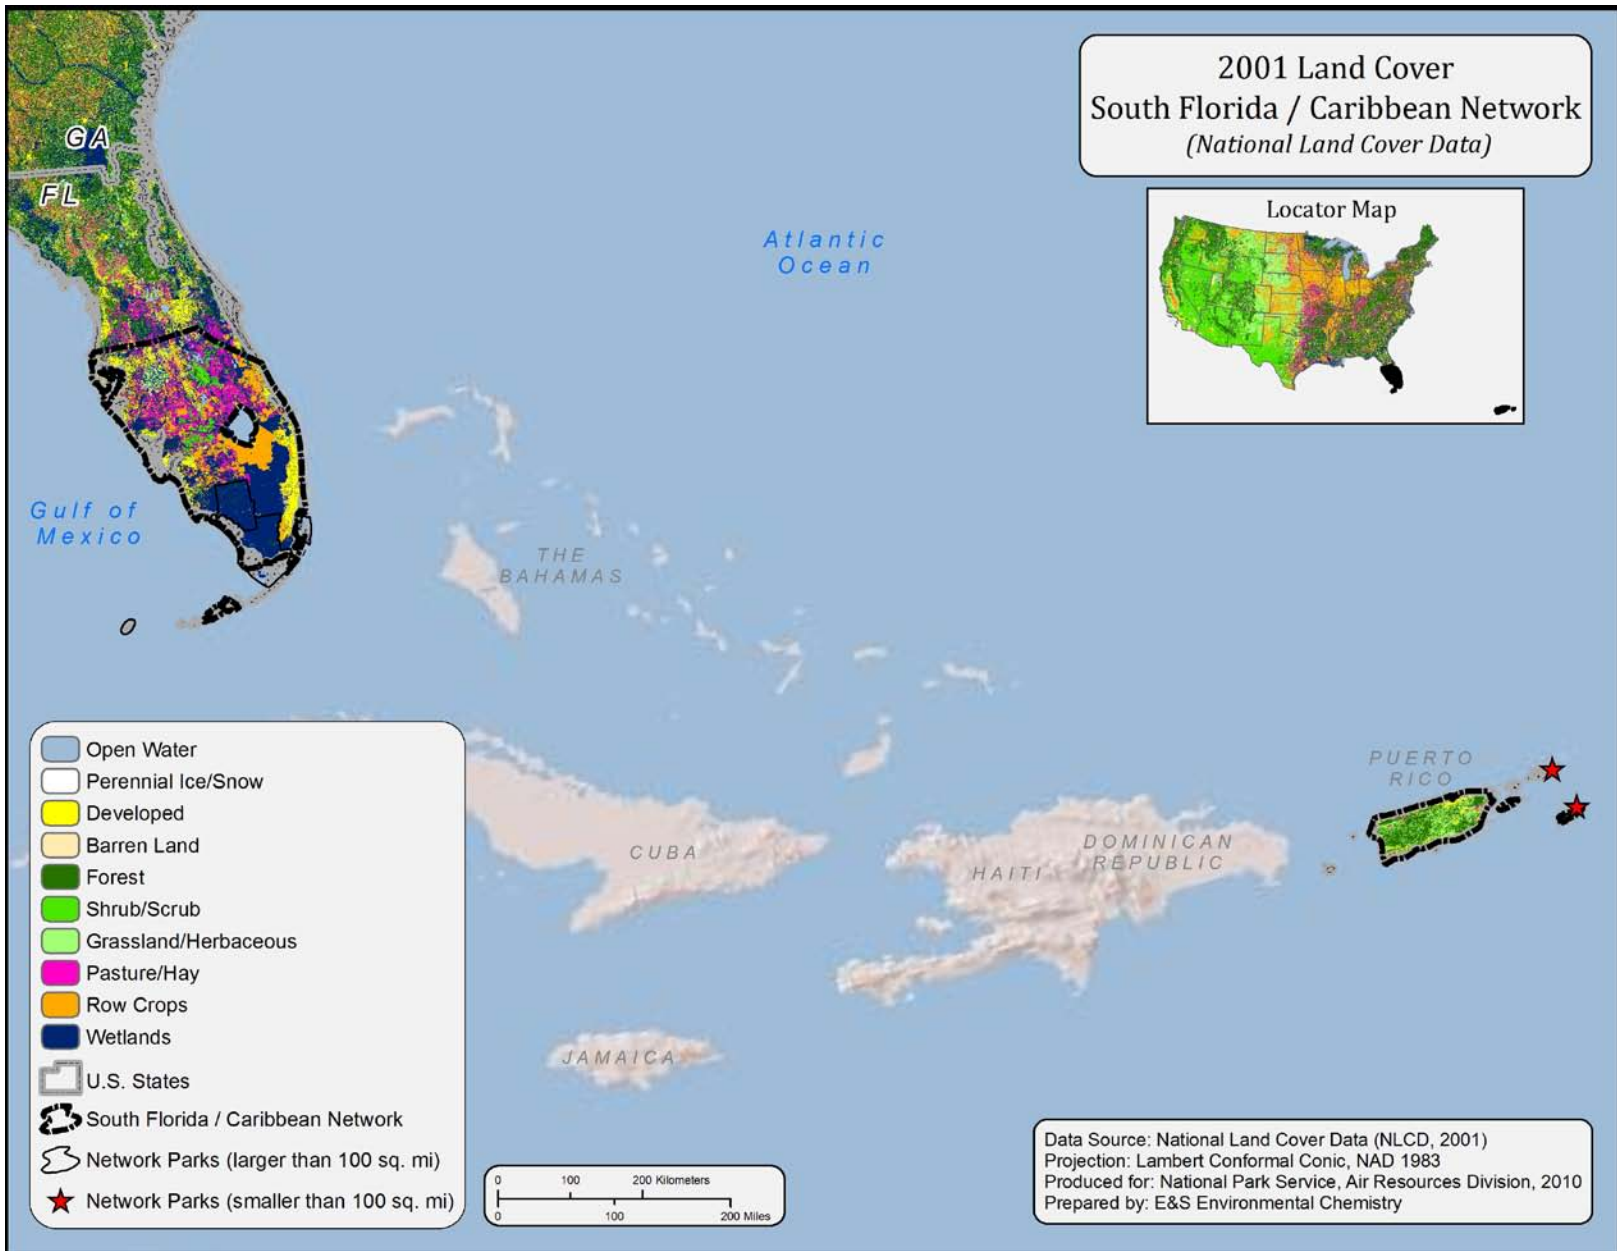 2001 Land Cover
South Florida / Caribbean Network
(National Land Cover Data)
Locator Map
GA
FL
Atlantic
Ocean
Gulf of
Mexico
THE
BAHAMAS
CUBA
HAITI
DOMINICAN
REPUBLIC
PUERTO
RICO
JAMAICA
Open Water
Perennial Ice/Snow
Developed
Barren Land
Forest
Shrub/Scrub
Grassland/Herbaceous
Pasture/Hay
Row Crops
Wetlands
U.S. States
South Florida / Caribbean Network
Network Parks (larger than 100 sq. mi)
Network Parks (smaller than 100 sq. mi)
0 100 200 Kilometers
0 100 200 Miles
Data Source: National Land Cover Data (NLCD, 2001)
Projection: Lambert Conformal Conic, NAD 1983
Produced for: National Park Service, Air Resources Division, 2010
Prepared by: E&S Environmental Chemistry